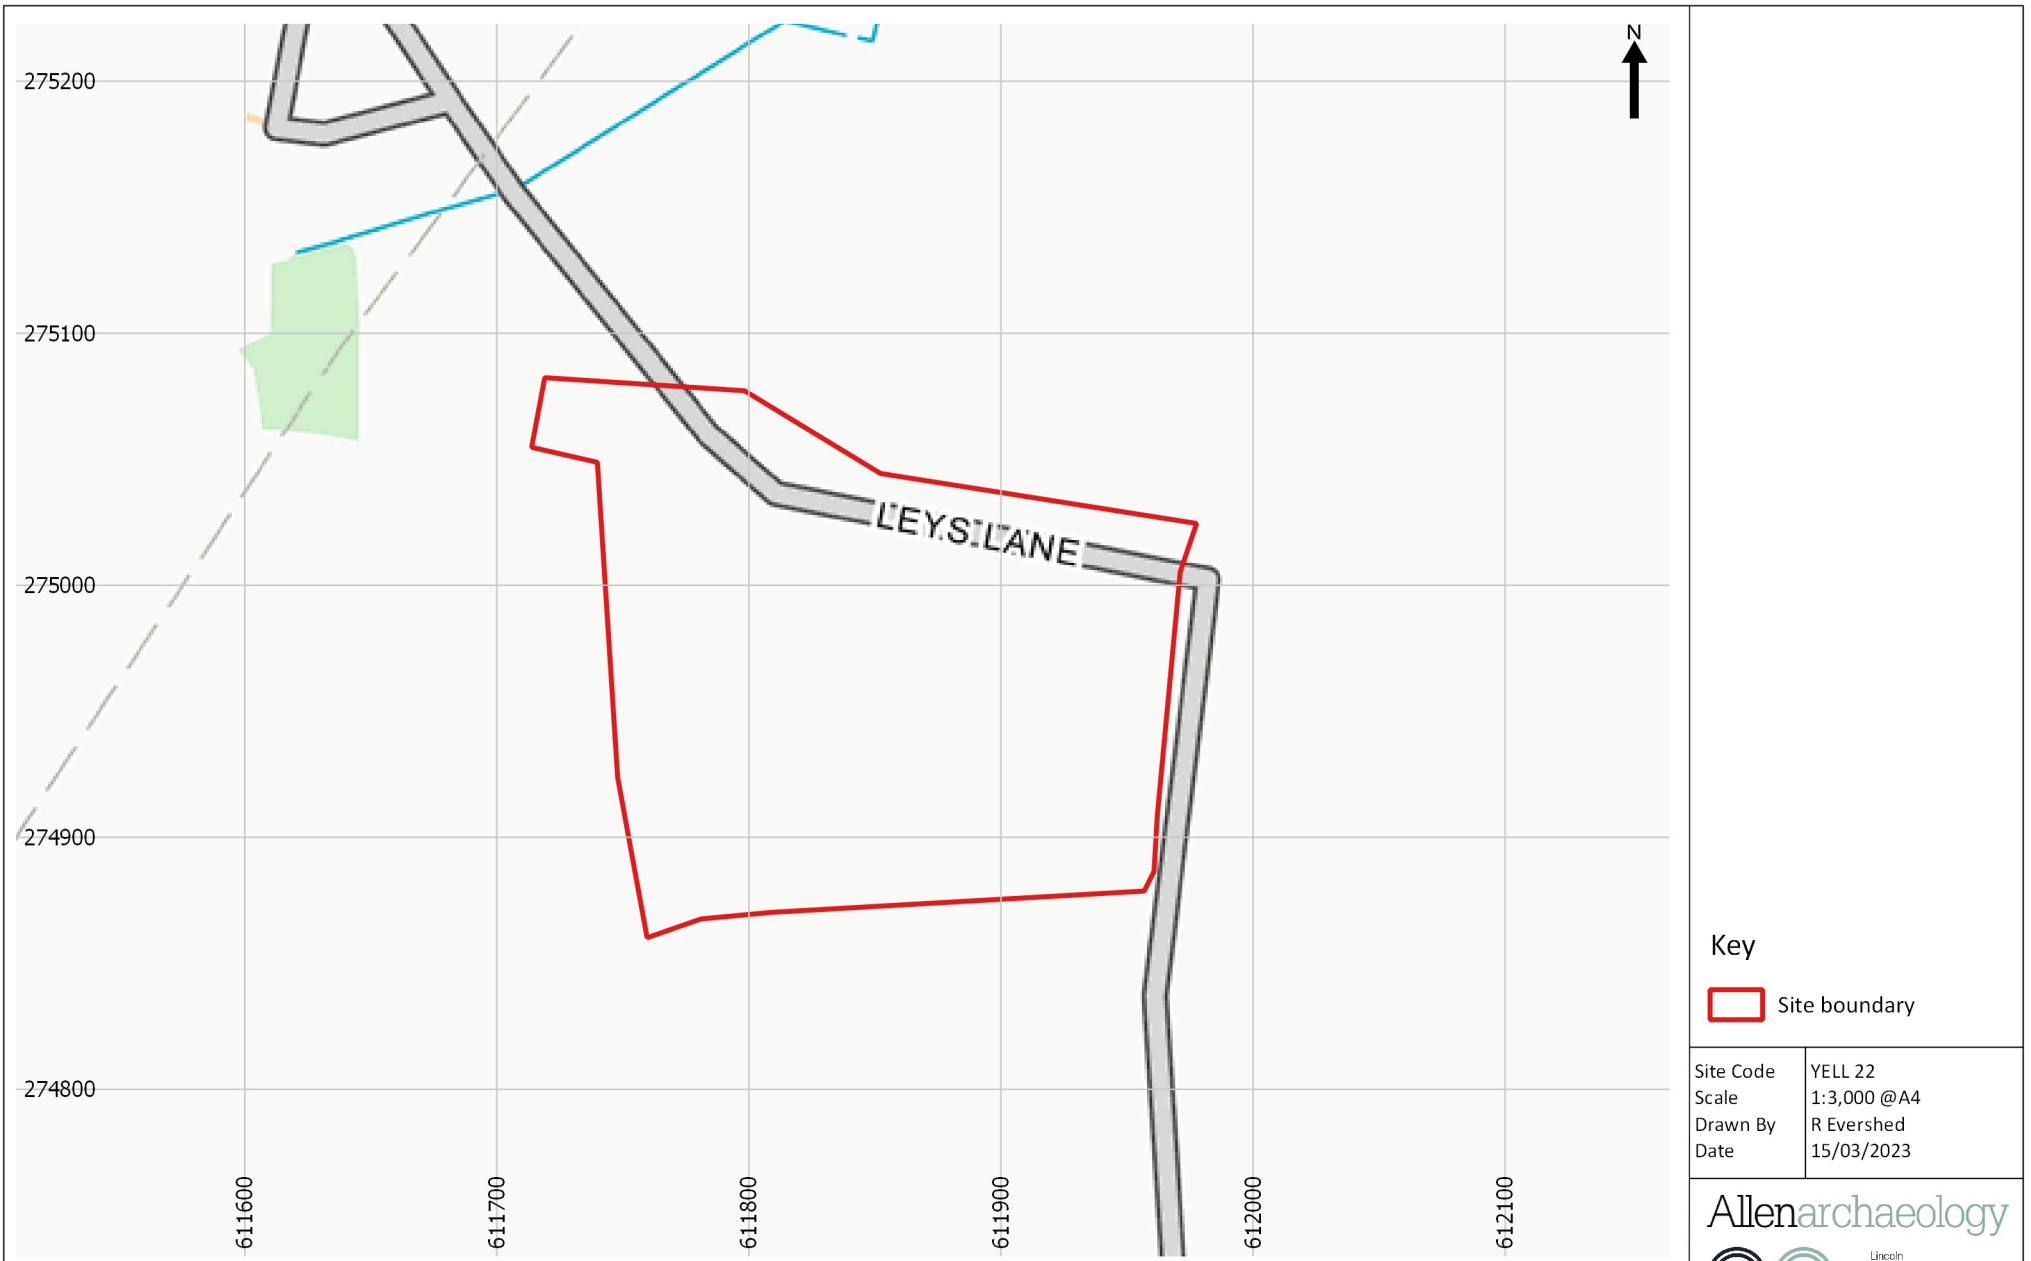 N
275200
275100
275000
274900
274800
LEYS LANE
611600
611700
611800
611900
612000
612100
Key
Site boundary
Site Code YELL 22
Scale 1:3,000 @A4
Drawn By R Evershed
Date 15/03/2023
Allenarchaeology
Lincoln